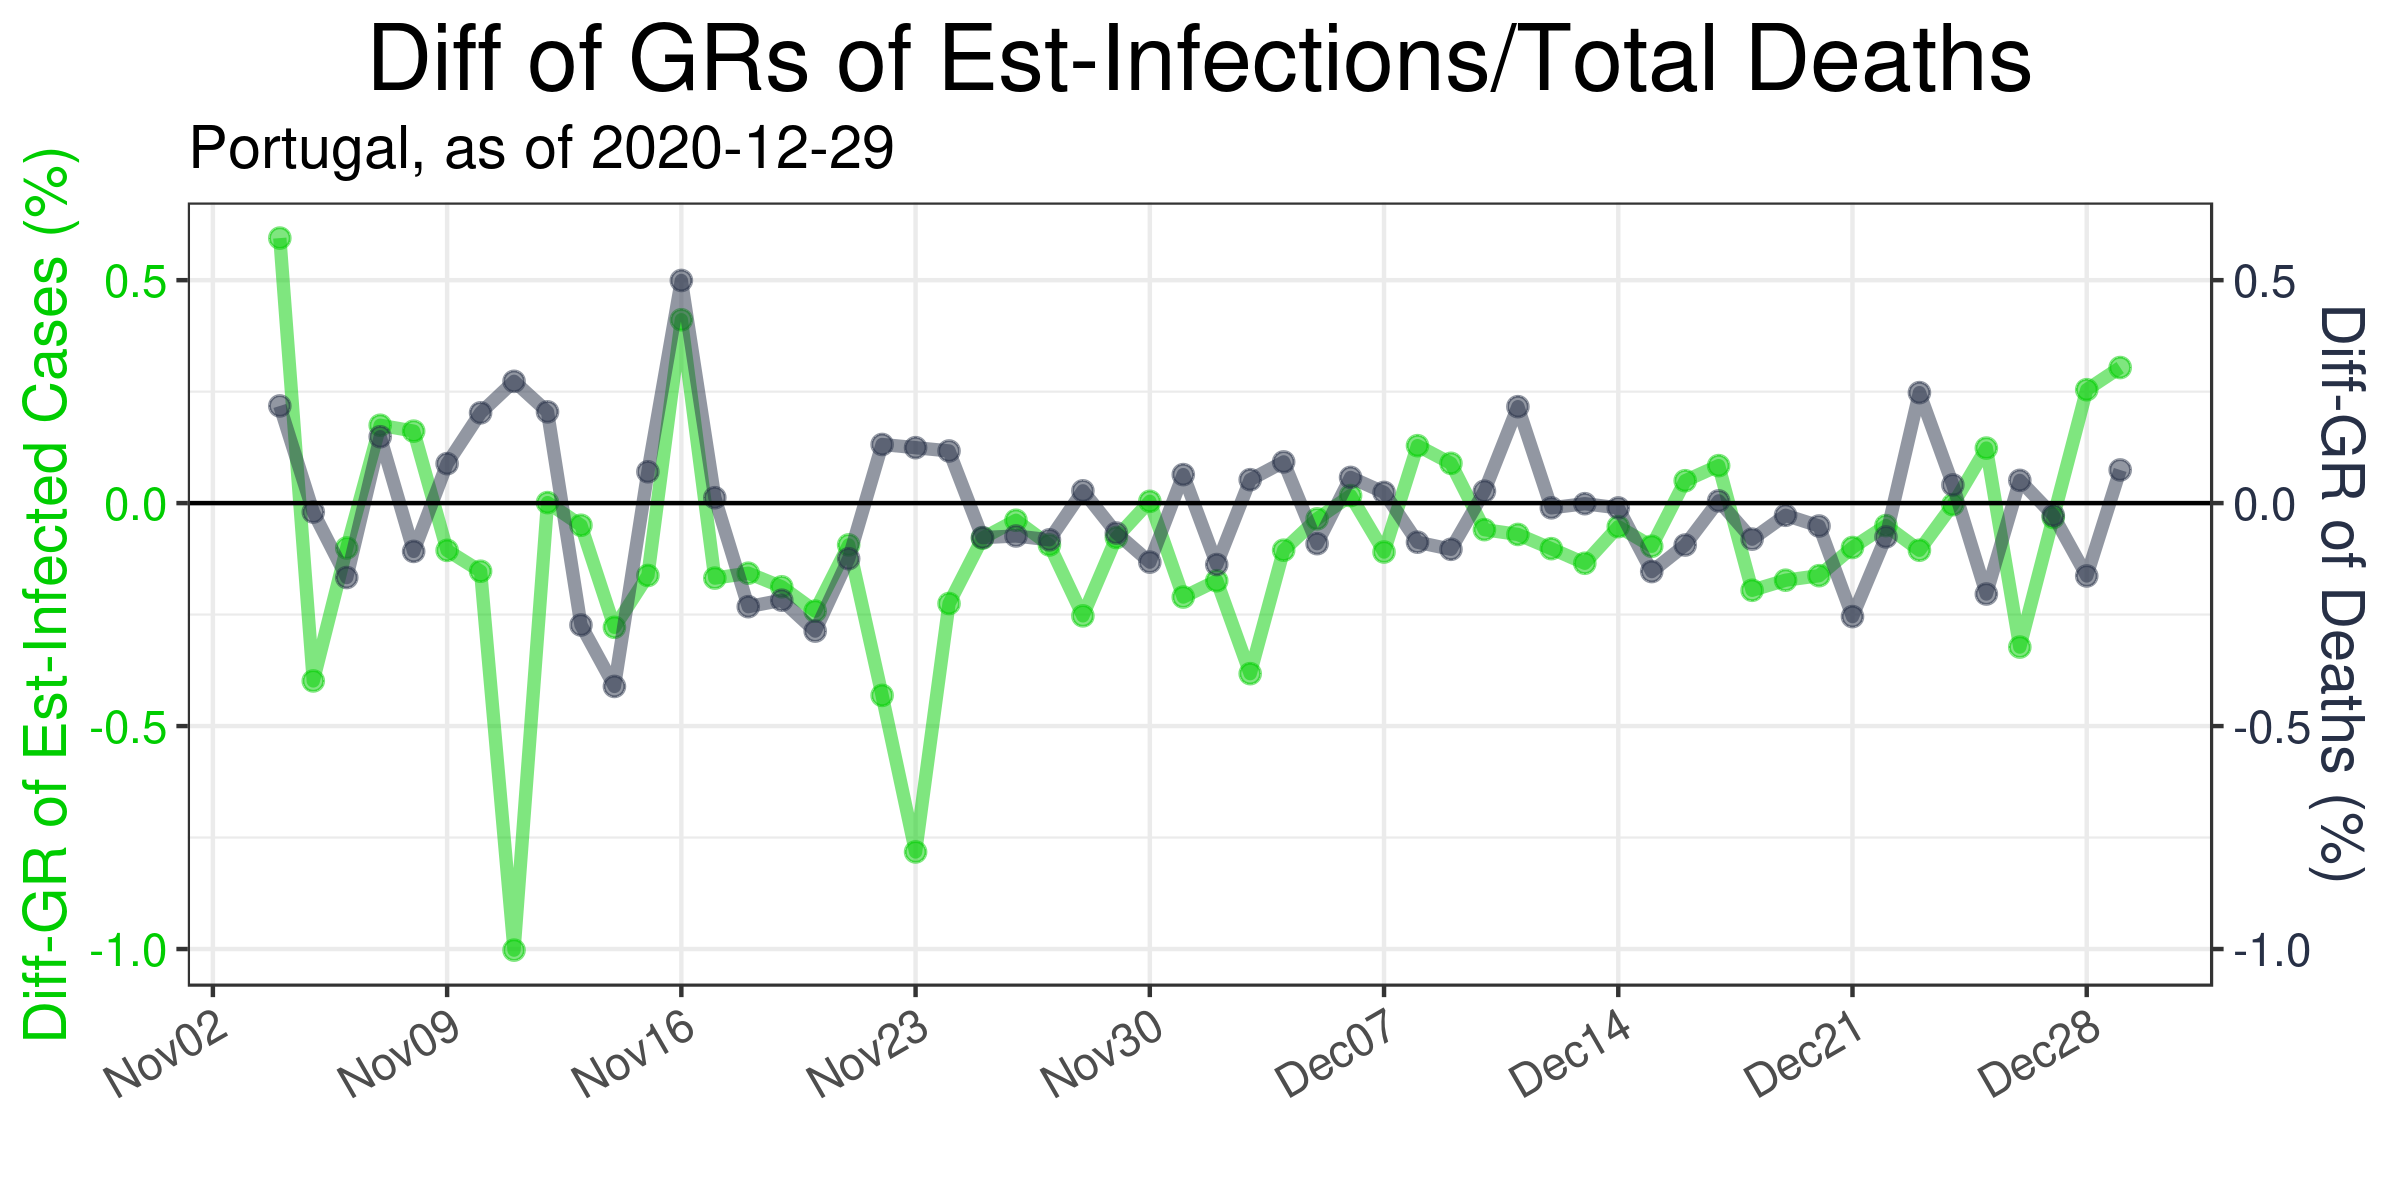 Diff of GRs of Est-Infections/Total Deaths
Portugal, as of 2020-12-29
Diff-GR of Est-Infected Cases (%)
0.5
0.0
-0.5
-1.0
0.5
0.0
-0.5
-1.0
Diff-GR of Deaths (%)
Nov02
Nov09
Nov16
Nov23
Nov30
Dec07
Dec14
Dec21
Dec28